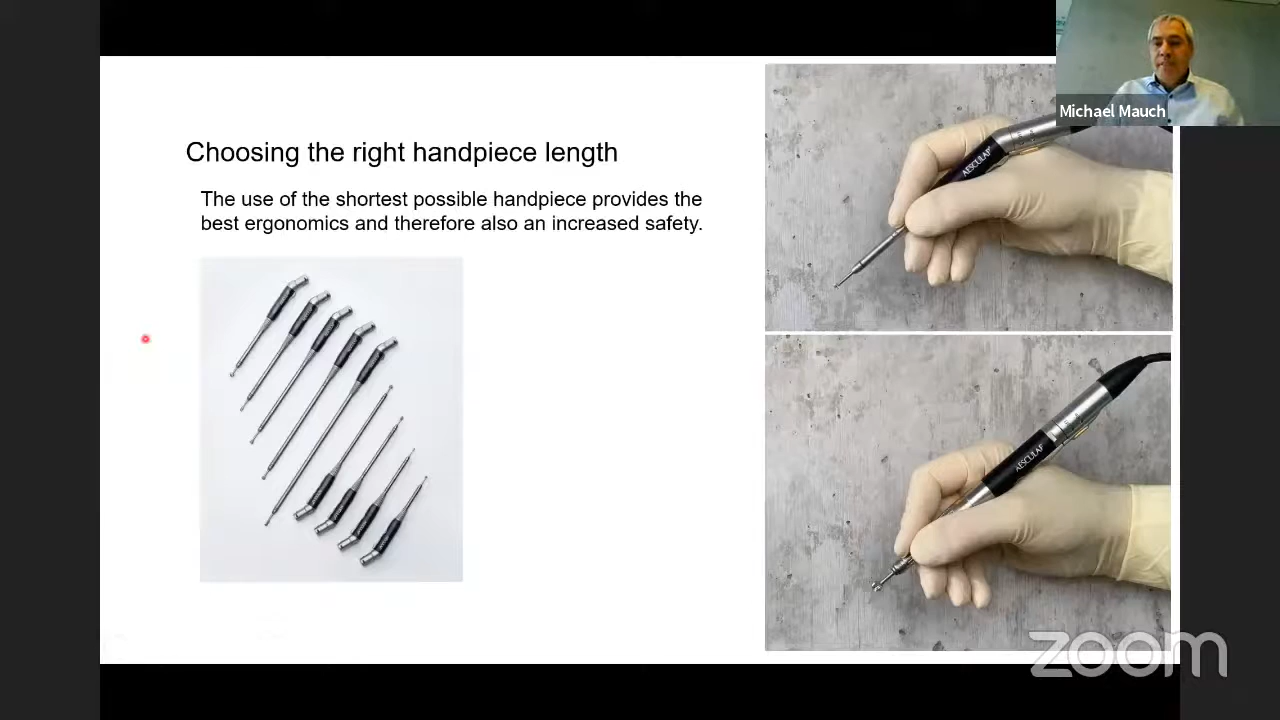 Michael Mauch
Choosing the right handpiece length
The use of the shortest possible handpiece provides the
best ergonomics and therefore also an increased safety.
AESCULAP
AESCULAP
zoom